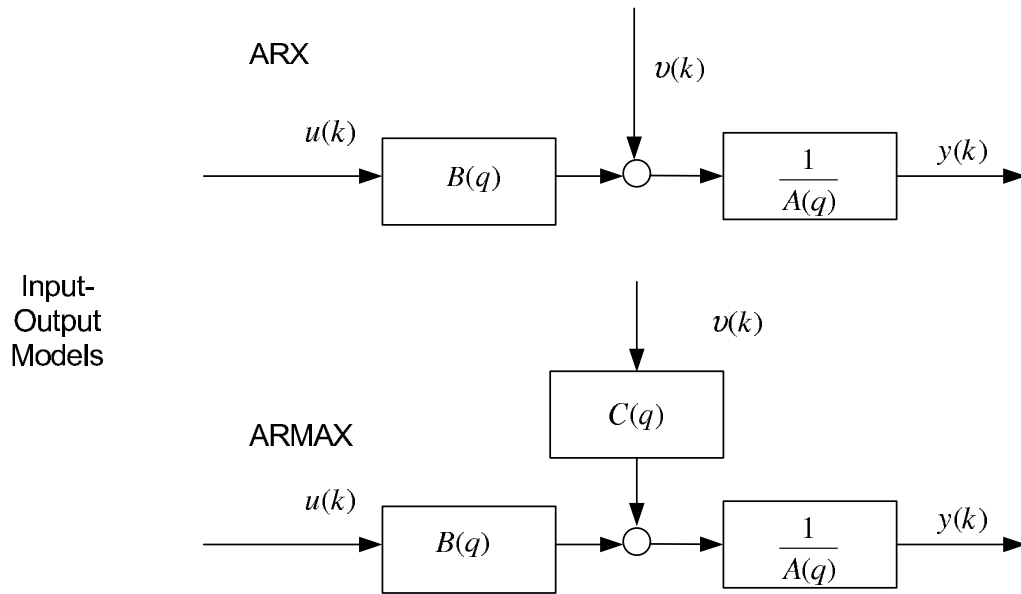 ARX
υ(k)
u(k)
B(q)
1
A(q)
y(k)
Input-
Output
Models
υ(k)
C(q)
ARMAX
u(k)
B(q)
1
A(q)
y(k)